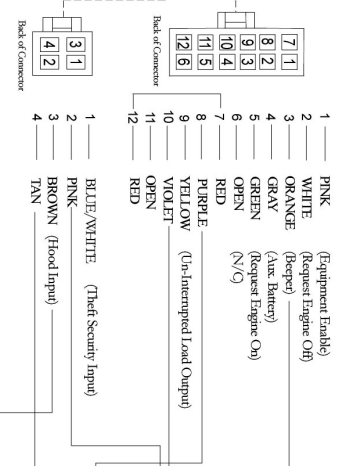 7 1
8 2
9 3
10 4
11 5
12 6
Back of Connector
1 PINK (Equipment Enable)
2 WHITE (Request Engine Off)
3 ORANGE (Beeper)
4 GRAY (Aux. Battery)
5 GREEN (Request Engine On)
6 OPEN (N/C)
7 RED
8 PURPLE
9 YELLOW (Un-Interrupted Load Output)
10 VIOLET
11 OPEN
12 RED
3 1
4 2
Back of Connector
1 BLUE/WHITE (Theft Security Input)
2 PINK
3 BROWN (Hood Input)
4 TAN